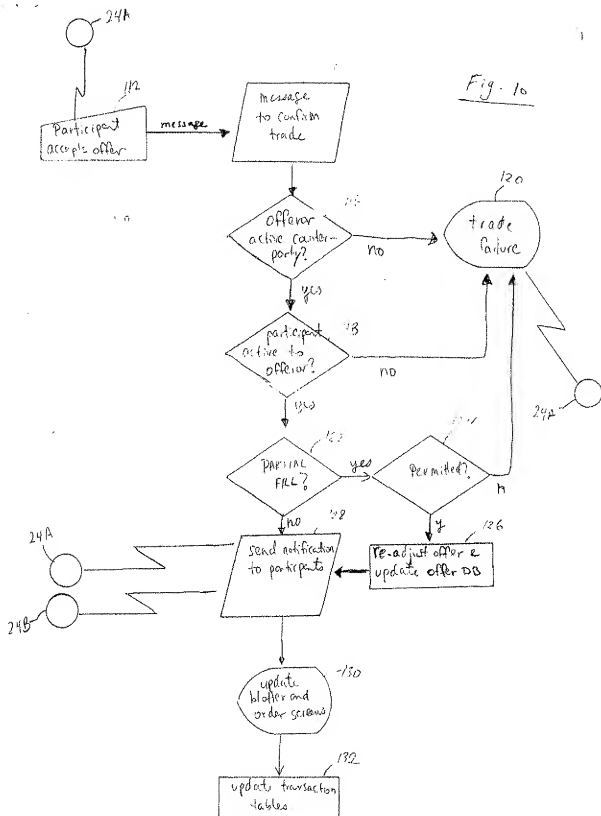 24A
Fig. 10
112
Participant
accepts offer
message
message
to confirm
trade
120
trade
failure
offeror
active counter-
party?
no
yes
participant
active to
offeror?
no
yes
24A
PARTIAL
FILL?
yes
Permitted?
n
no
y
128
126
24A
send notification
to participants
re-adjust offer &
update offer DB
24B
130
update
blotter and
order screens
132
update transaction
tables